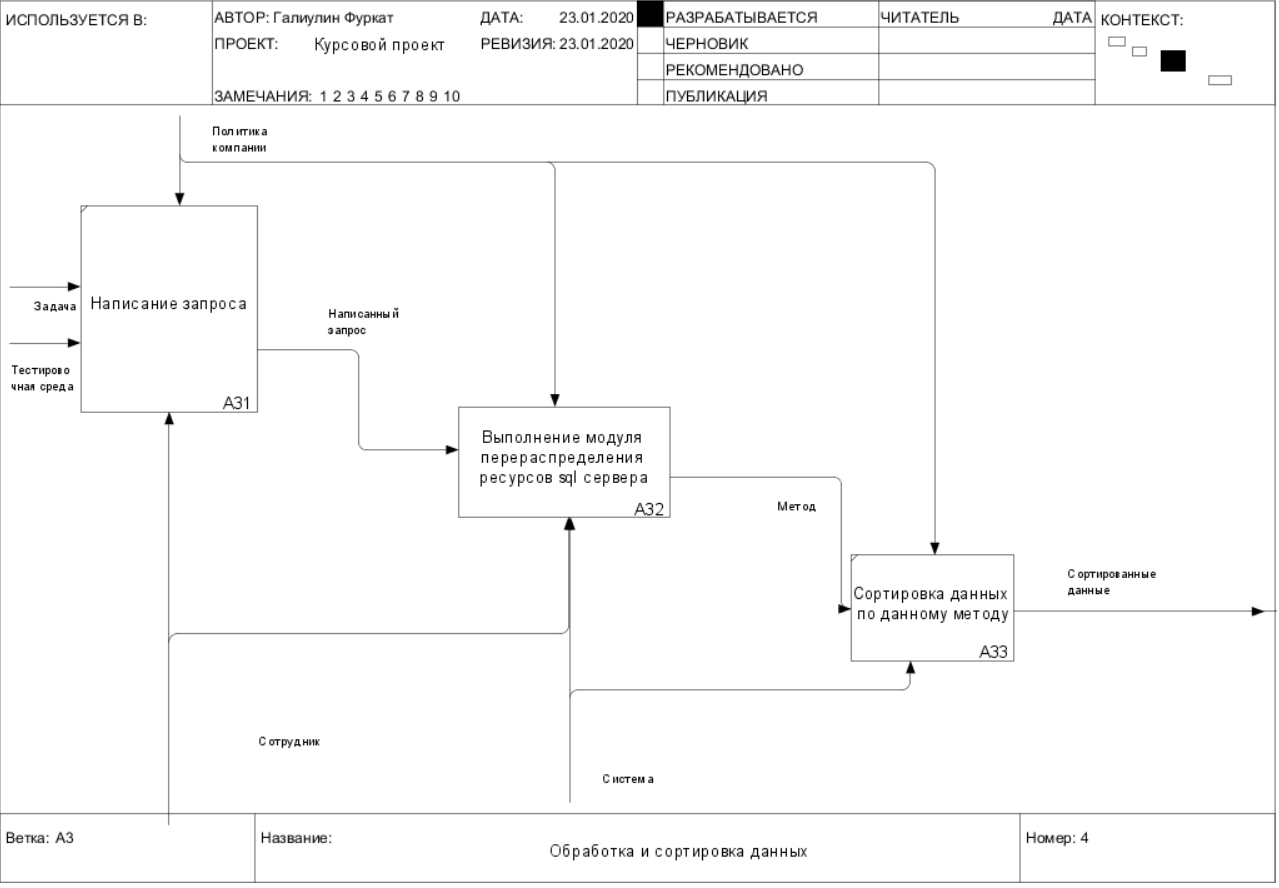 ИСПОЛЬЗУЕТСЯ В:
АВТОР: Галиулин Фуркат
ДАТА: 23.01.2020
РАЗРАБАТЫВАЕТСЯ
ЧИТАТЕЛЬ
ДАТА
КОНТЕКСТ:
ПРОЕКТ: Курсовой проект
РЕВИЗИЯ: 23.01.2020
ЧЕРНОВИК
РЕКОМЕНДОВАНО
ЗАМЕЧАНИЯ: 1 2 3 4 5 6 7 8 9 10
ПУБЛИКАЦИЯ
Политика
компании
Задача
Написание запроса
Тестирово
чная среда
A31
Написанный
запрос
Выполнение модуля
перераспределения
ресурсов sql сервера
A32
Метод
Сортировка данных
по данному методу
A33
Сортированные
данные
Сотрудник
Система
Ветка: A3
Название:
Обработка и сортировка данных
Номер: 4